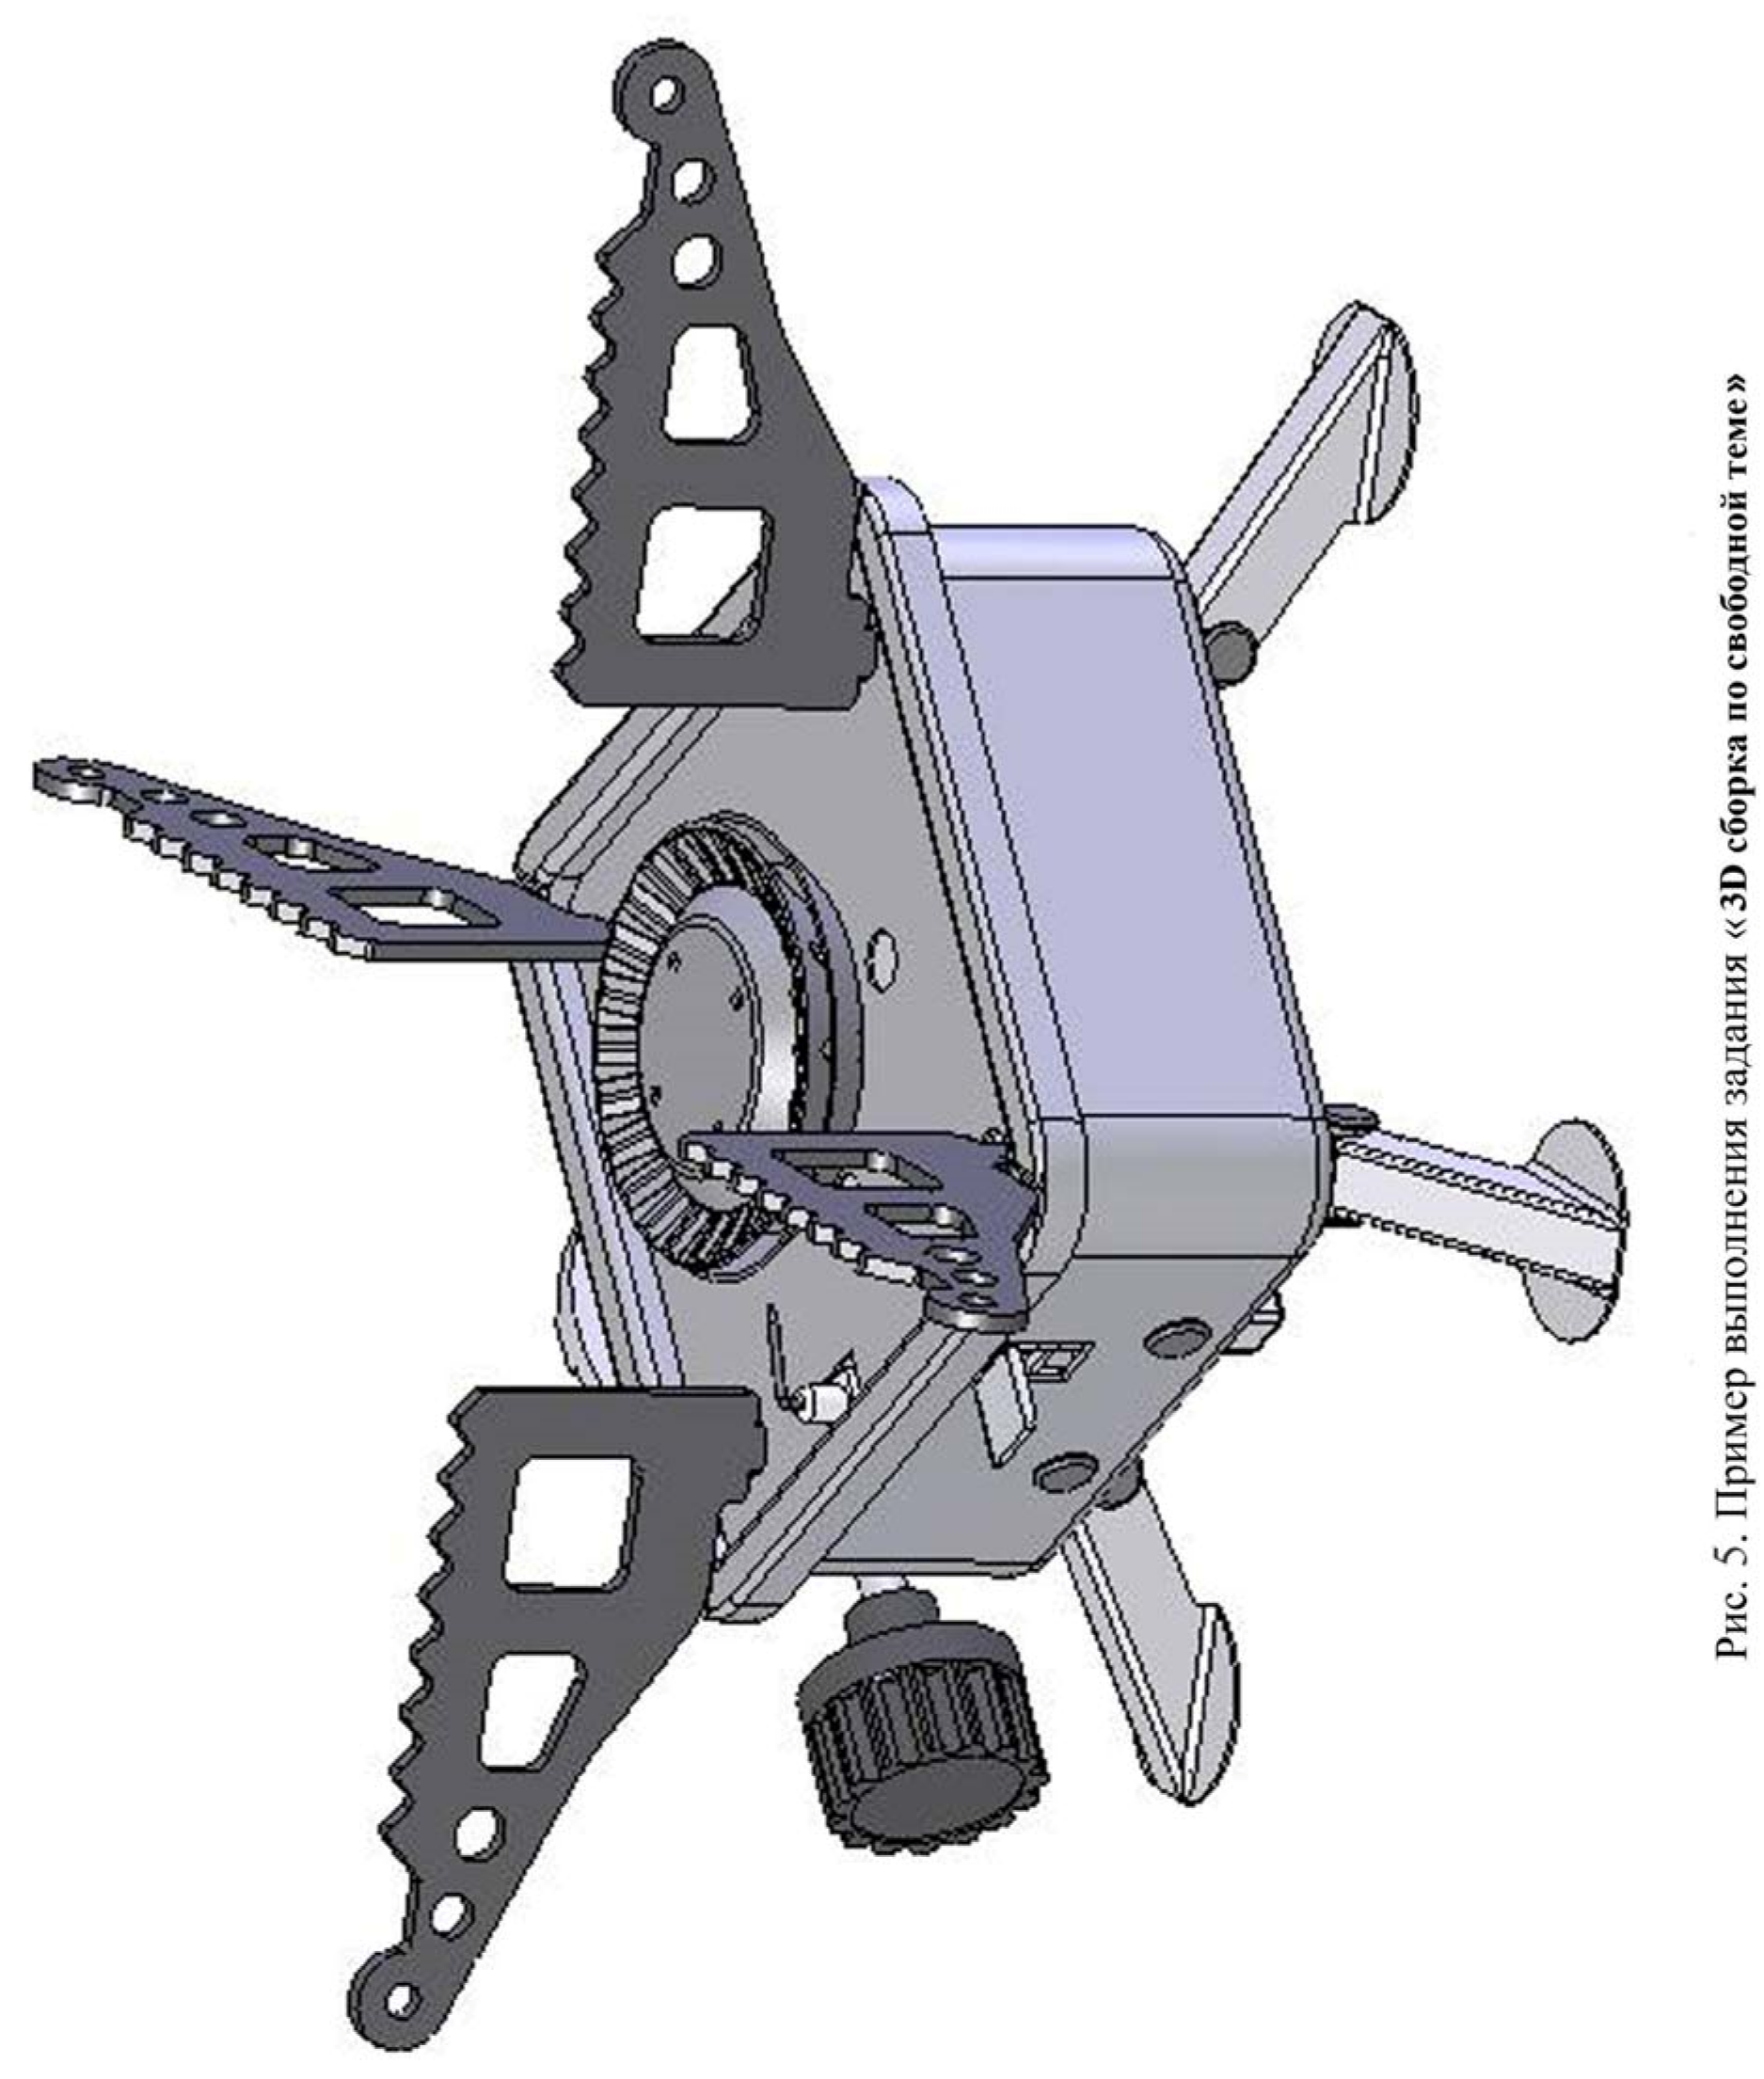 Рис. 5. Пример выполнения задания «3D сборка по свободной теме»